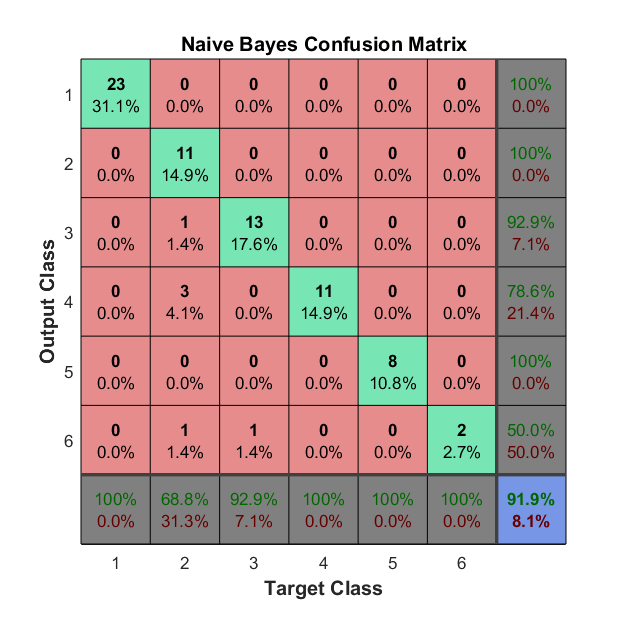 Naive Bayes Confusion Matrix
1
23 0 0 0 0 0 100%
31.1% 0.0% 0.0% 0.0% 0.0% 0.0% 0.0%
2
0 11 0 0 0 0 100%
0.0% 14.9% 0.0% 0.0% 0.0% 0.0% 0.0%
3
0 1 13 0 0 0 92.9%
0.0% 1.4% 17.6% 0.0% 0.0% 0.0% 7.1%
4
0 3 0 11 0 0 78.6%
0.0% 4.1% 0.0% 14.9% 0.0% 0.0% 21.4%
5
0 0 0 0 8 0 100%
0.0% 0.0% 0.0% 0.0% 10.8% 0.0% 0.0%
6
0 1 1 0 0 2 50.0%
0.0% 1.4% 1.4% 0.0% 0.0% 2.7% 50.0%
100% 68.8% 92.9% 100% 100% 100% 91.9%
0.0% 31.3% 7.1% 0.0% 0.0% 0.0% 8.1%
1 2 3 4 5 6
Target Class
Output Class